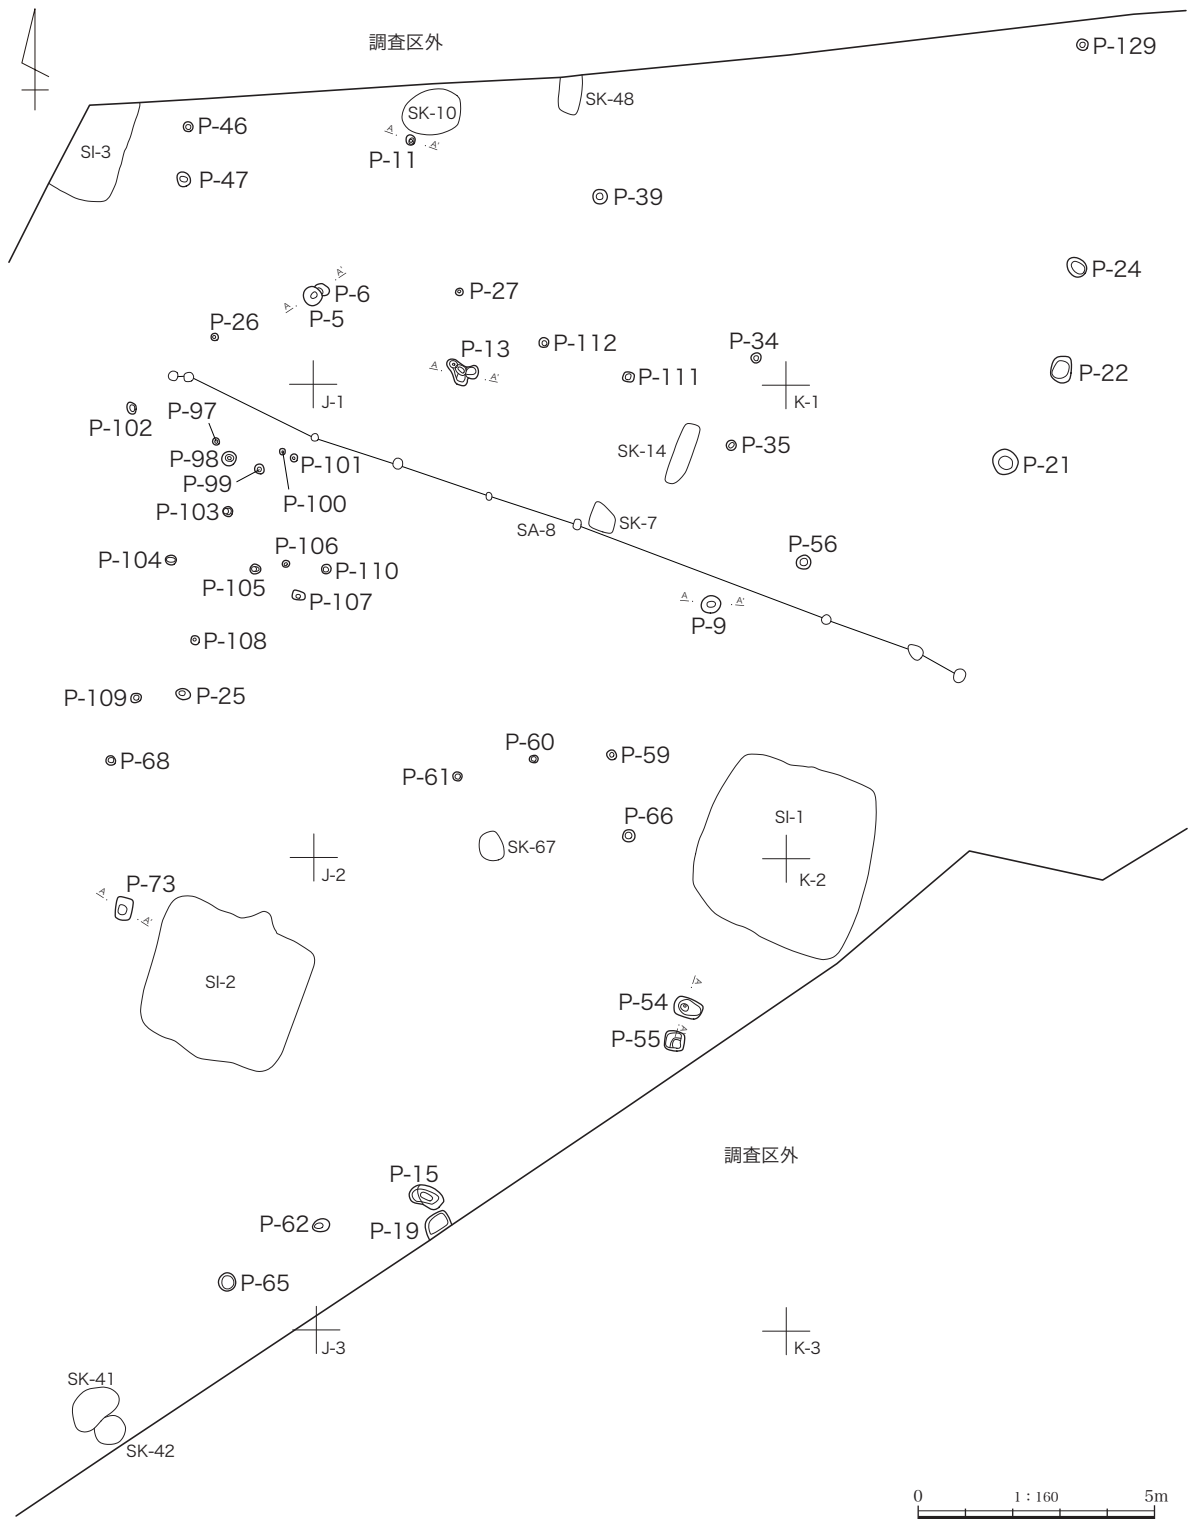 調査区外
P-129
SK-10
SK-48
P-46
A
A'
P-11
SI-3
P-47
P-39
P-24
A'
P-6
A
P-5
P-27
P-26
P-112
P-34
P-13
A
A'
P-111
P-22
J-1
K-1
P-97
P-102
P-35
SK-14
P-98
P-101
P-21
P-99
P-100
P-103
SK-7
SA-8
P-106
P-56
P-104
P-110
P-105
P-107
A
A'
P-9
P-108
P-109
P-25
P-60
P-59
P-68
P-61
P-66
SI-1
SK-67
J-2
K-2
P-73
A
A'
SI-2
A
P-54
A'
P-55
調査区外
P-15
P-62
P-19
P-65
J-3
K-3
SK-41
SK-42
0
1：160
5m